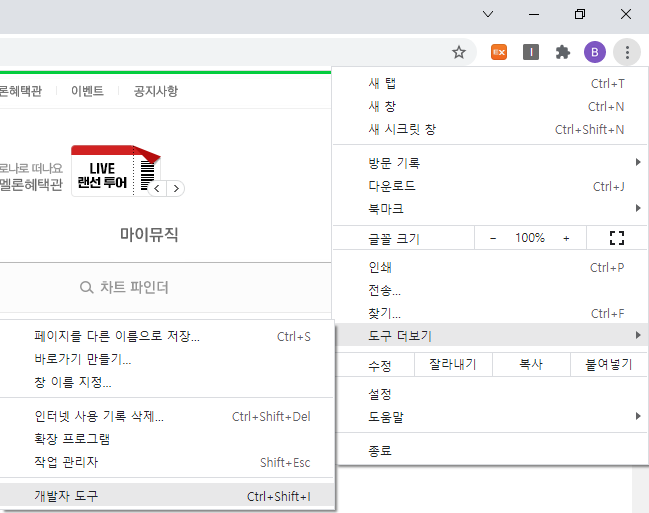 EX
I
B
론혜택관 이벤트 공지사항
로나로 떠나요
멜론혜택관
LIVE
랜선 투어
마이뮤직
차트 파인더
새 탭 Ctrl+T
새 창 Ctrl+N
새 시크릿 창 Ctrl+Shift+N
방문 기록
다운로드 Ctrl+J
북마크
글꼴 크기 − 100% +
인쇄 Ctrl+P
전송...
찾기... Ctrl+F
도구 더보기
수정 잘라내기 복사 붙여넣기
설정
도움말
종료
페이지를 다른 이름으로 저장... Ctrl+S
바로가기 만들기...
창 이름 지정...
인터넷 사용 기록 삭제... Ctrl+Shift+Del
확장 프로그램
작업 관리자 Shift+Esc
개발자 도구 Ctrl+Shift+I